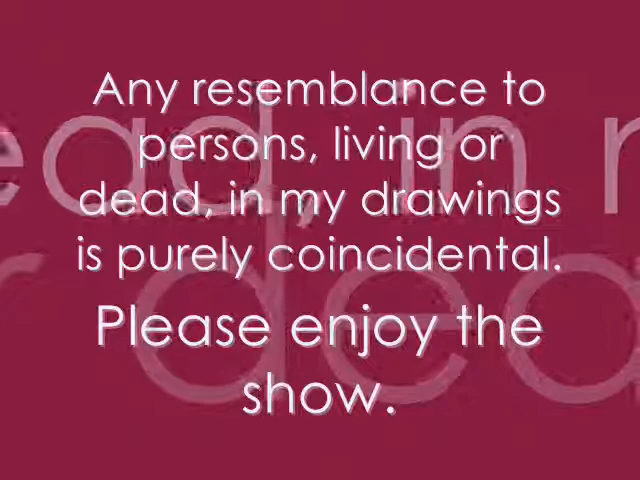 Any resemblance to
persons, living or
dead, in my drawings
is purely coincidental.
Please enjoy the
show.